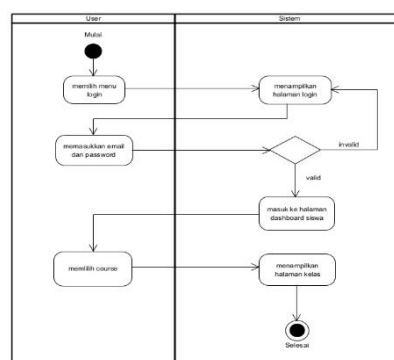 User
Sistem
Mulai
memilih menu
login
menampilkan
halaman login
memasukkan email
dan password
invalid
valid
masuk ke halaman
dashboard siswa
memilih course
menampilkan
halaman kelas
Selesai